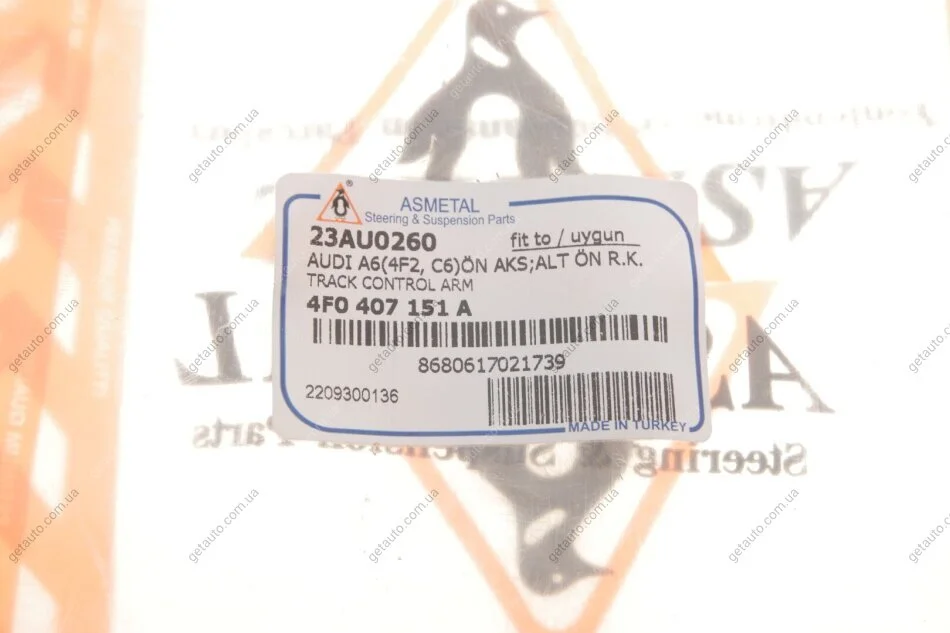 ASMETAL
Steering & Suspension Parts
23AU0260 fit to / uygun
AUDI A6(4F2, C6)ÖN AKS;ALT ÖN R.K.
TRACK CONTROL ARM
4F0 407 151 A
8680617021739
2209300136
MADE IN TURKEY
Steering & Suspension Parts
getauto.com.ua